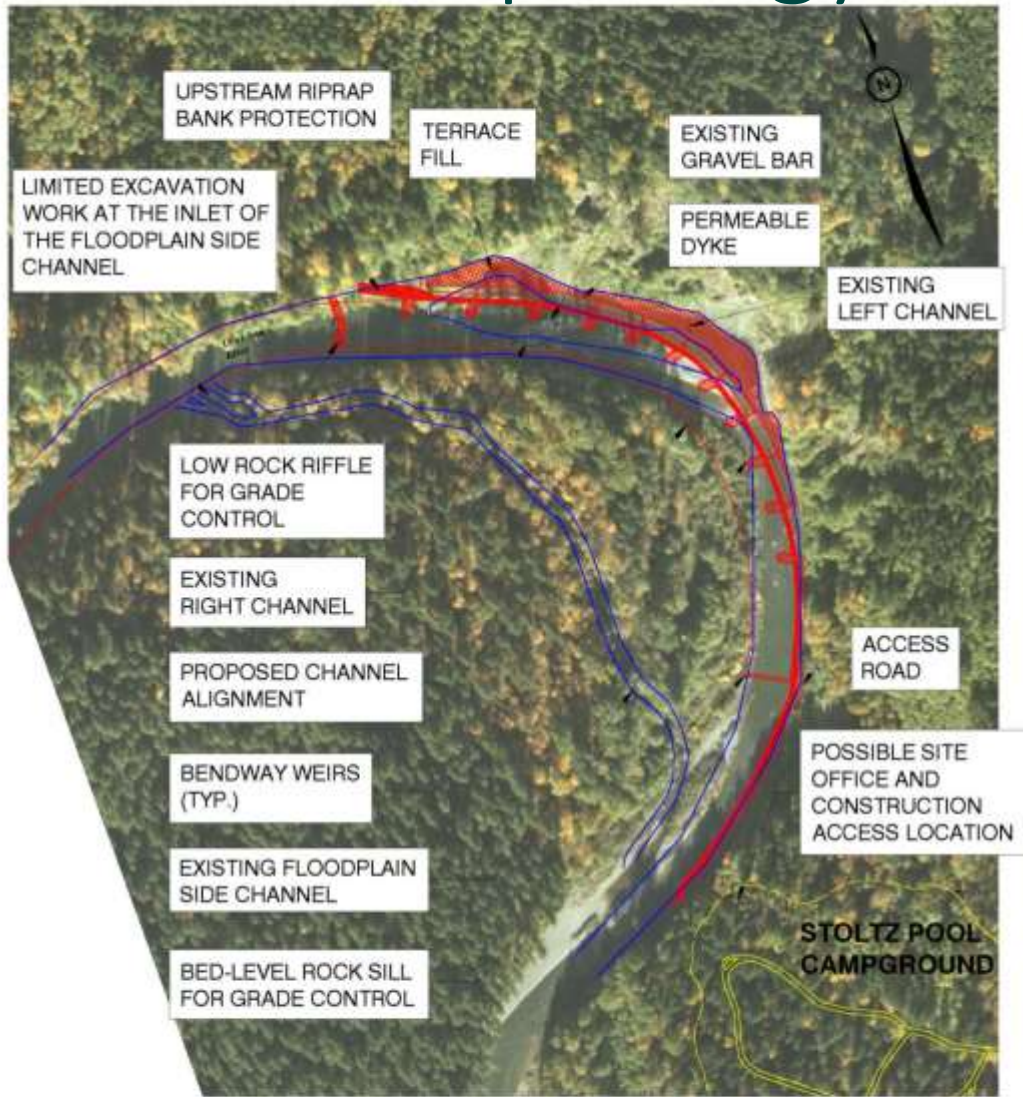 UPSTREAM RIPRAP
BANK PROTECTION
TERRACE
FILL
EXISTING
GRAVEL BAR
N
LIMITED EXCAVATION
WORK AT THE INLET OF
THE FLOODPLAIN SIDE
CHANNEL
PERMEABLE
DYKE
EXISTING
LEFT CHANNEL
LOW ROCK RIFFLE
FOR GRADE
CONTROL
EXISTING
RIGHT CHANNEL
PROPOSED CHANNEL
ALIGNMENT
ACCESS
ROAD
BENDWAY WEIRS
(TYP.)
POSSIBLE SITE
OFFICE AND
CONSTRUCTION
ACCESS LOCATION
EXISTING FLOODPLAIN
SIDE CHANNEL
STOLTZ POOL
CAMPGROUND
BED-LEVEL ROCK SILL
FOR GRADE CONTROL